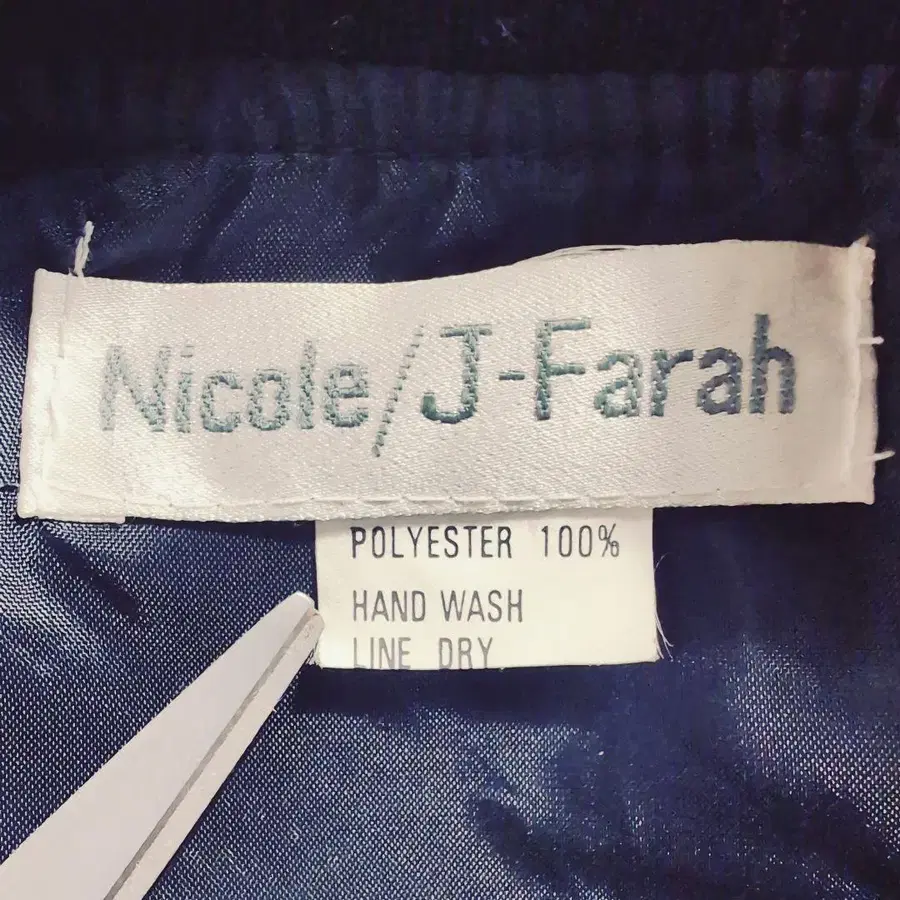 Nicole/J-Farah
POLYESTER 100%
HAND WASH
LINE DRY